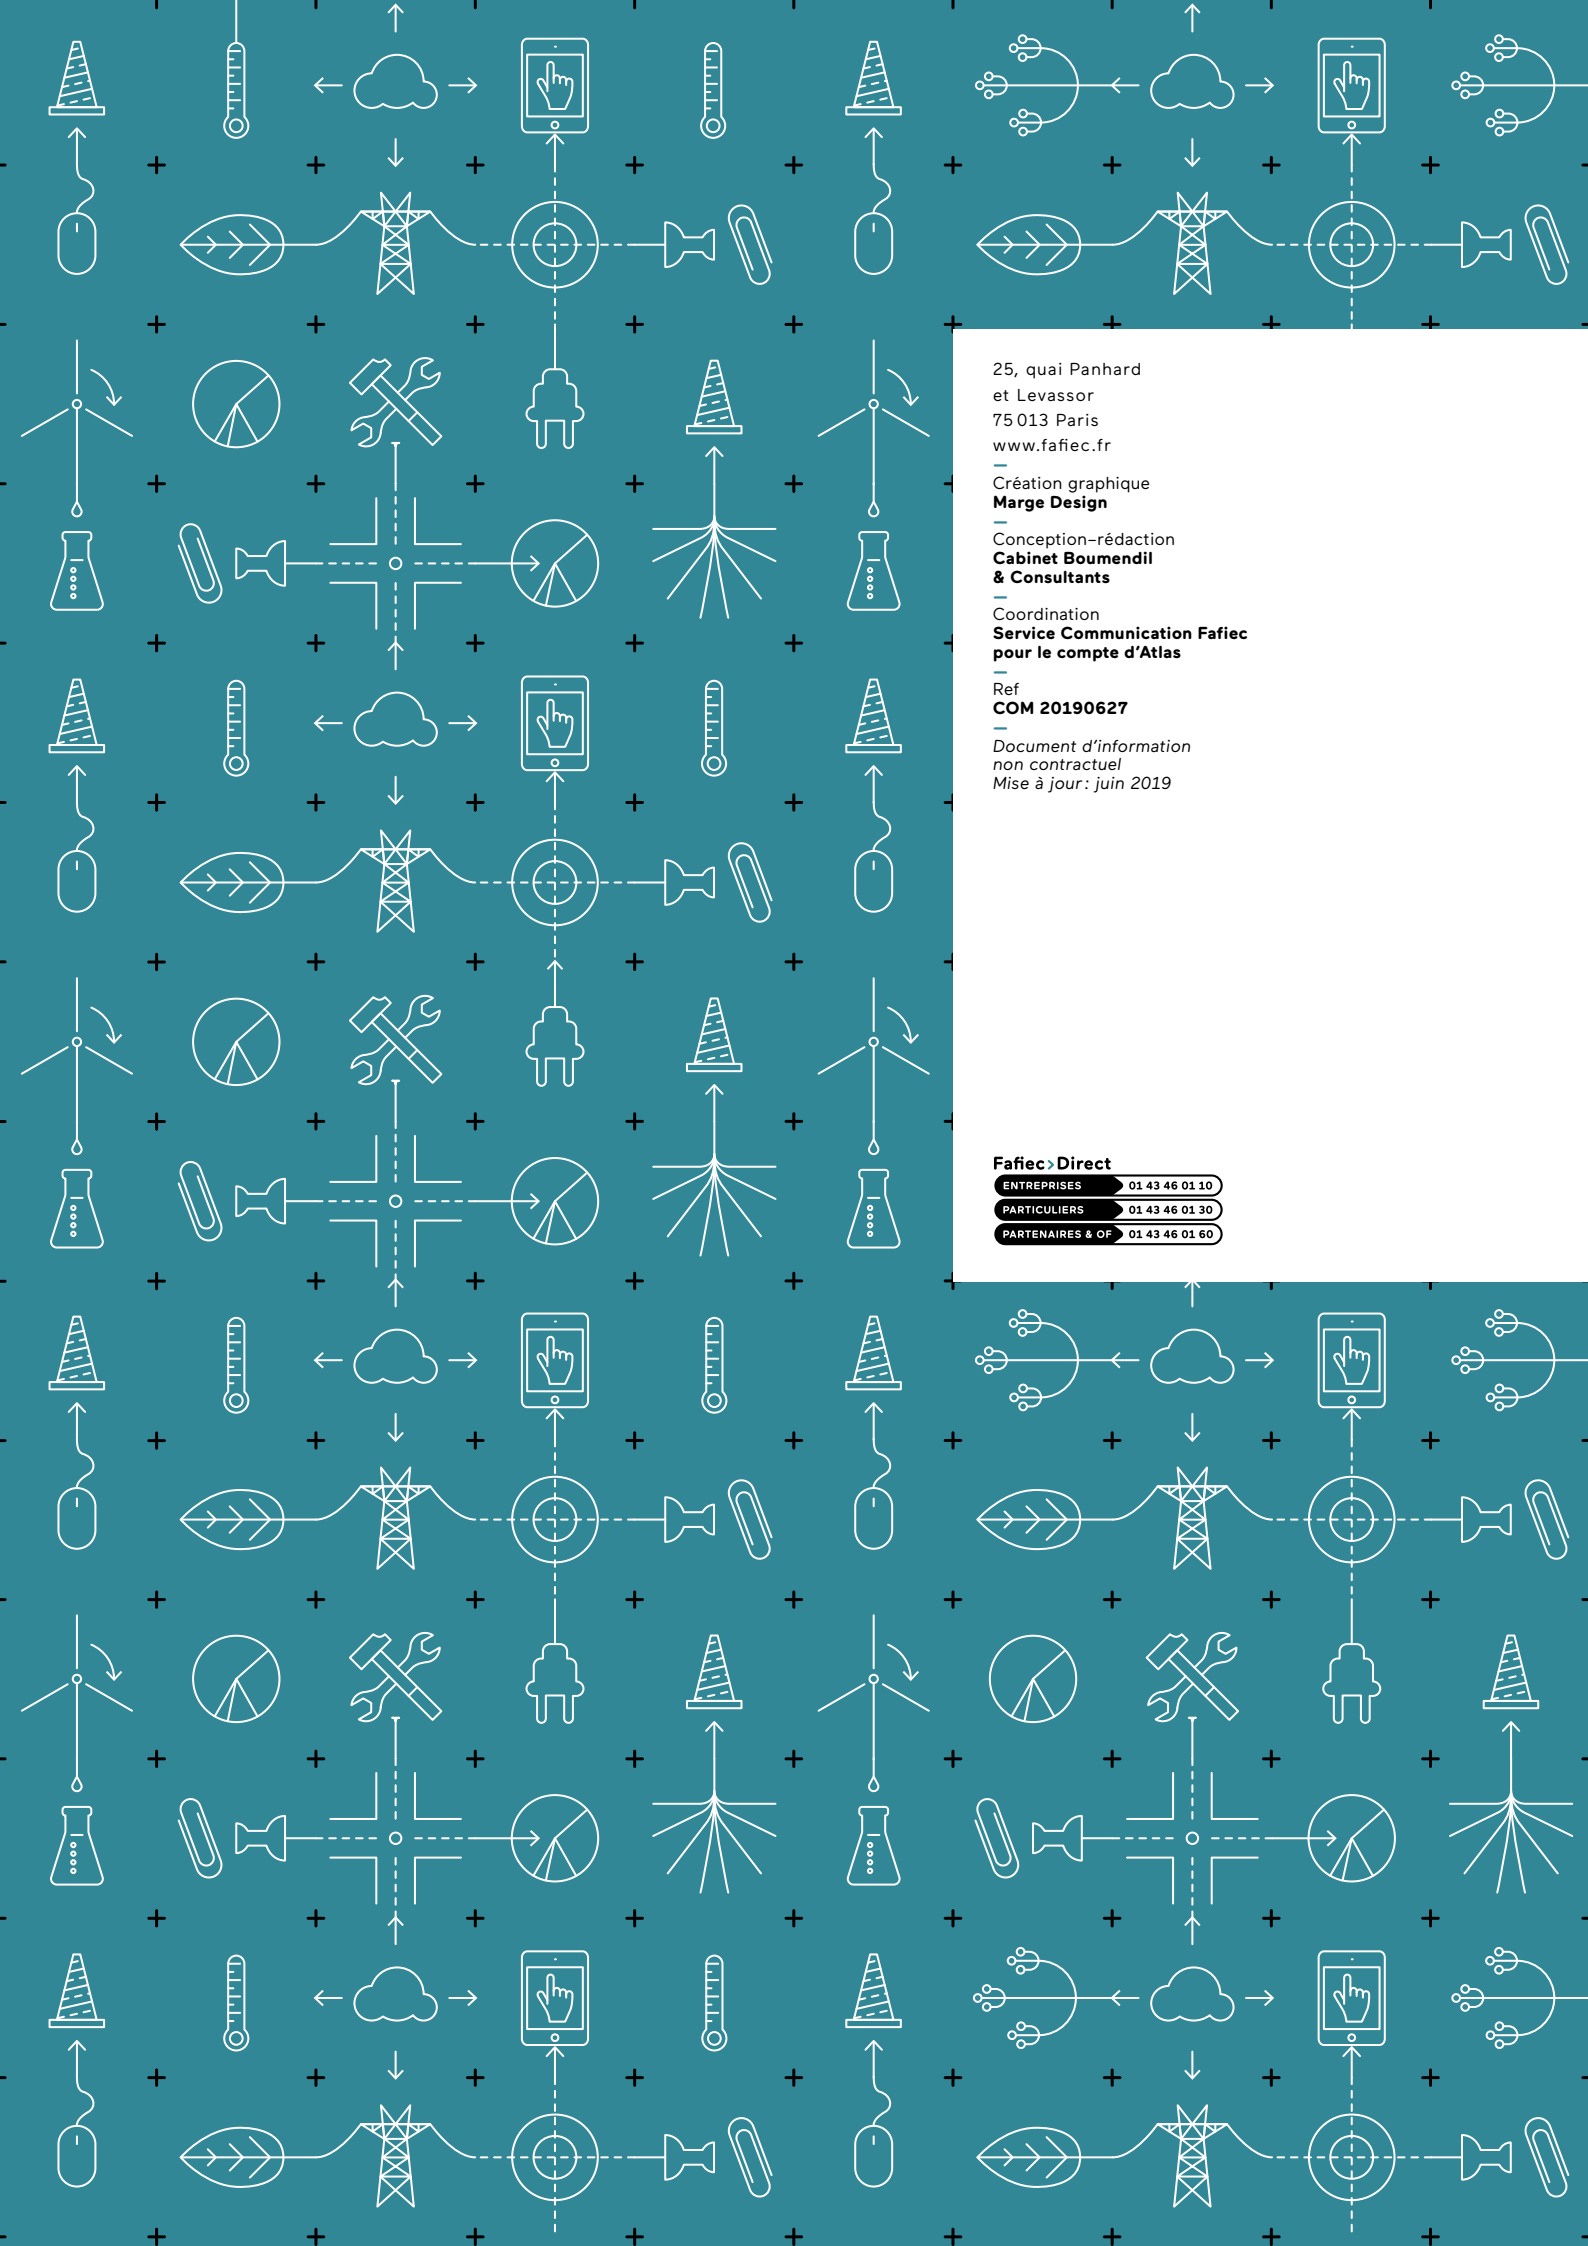 25, quai Panhard
et Levassor
75 013 Paris
www.fafiec.fr
—
Création graphique
Marge Design
—
Conception–rédaction
Cabinet Boumendil
& Consultants
—
Coordination
Service Communication Fafiec
pour le compte d’Atlas
—
Ref
COM 20190627
—
Document d’information
non contractuel
Mise à jour : juin 2019
Fafiec>Direct
ENTREPRISES 01 43 46 01 10
PARTICULIERS 01 43 46 01 30
PARTENAIRES & OF 01 43 46 01 60